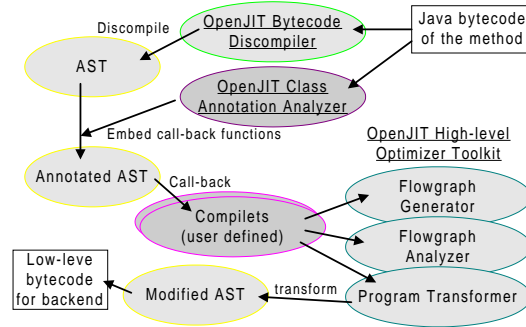 Discompile
OpenJIT Bytecode
Discompiler
Java bytecode
of the method
AST
OpenJIT Class
Annotation Analyzer
Embed call-back functions
OpenJIT High-level
Optimizer Toolkit
Annotated AST
Call-back
Flowgraph
Generator
Compilets
(user defined)
Flowgraph
Analyzer
Low-leve
bytecode
for backend
Modified AST
transform
Program Transformer